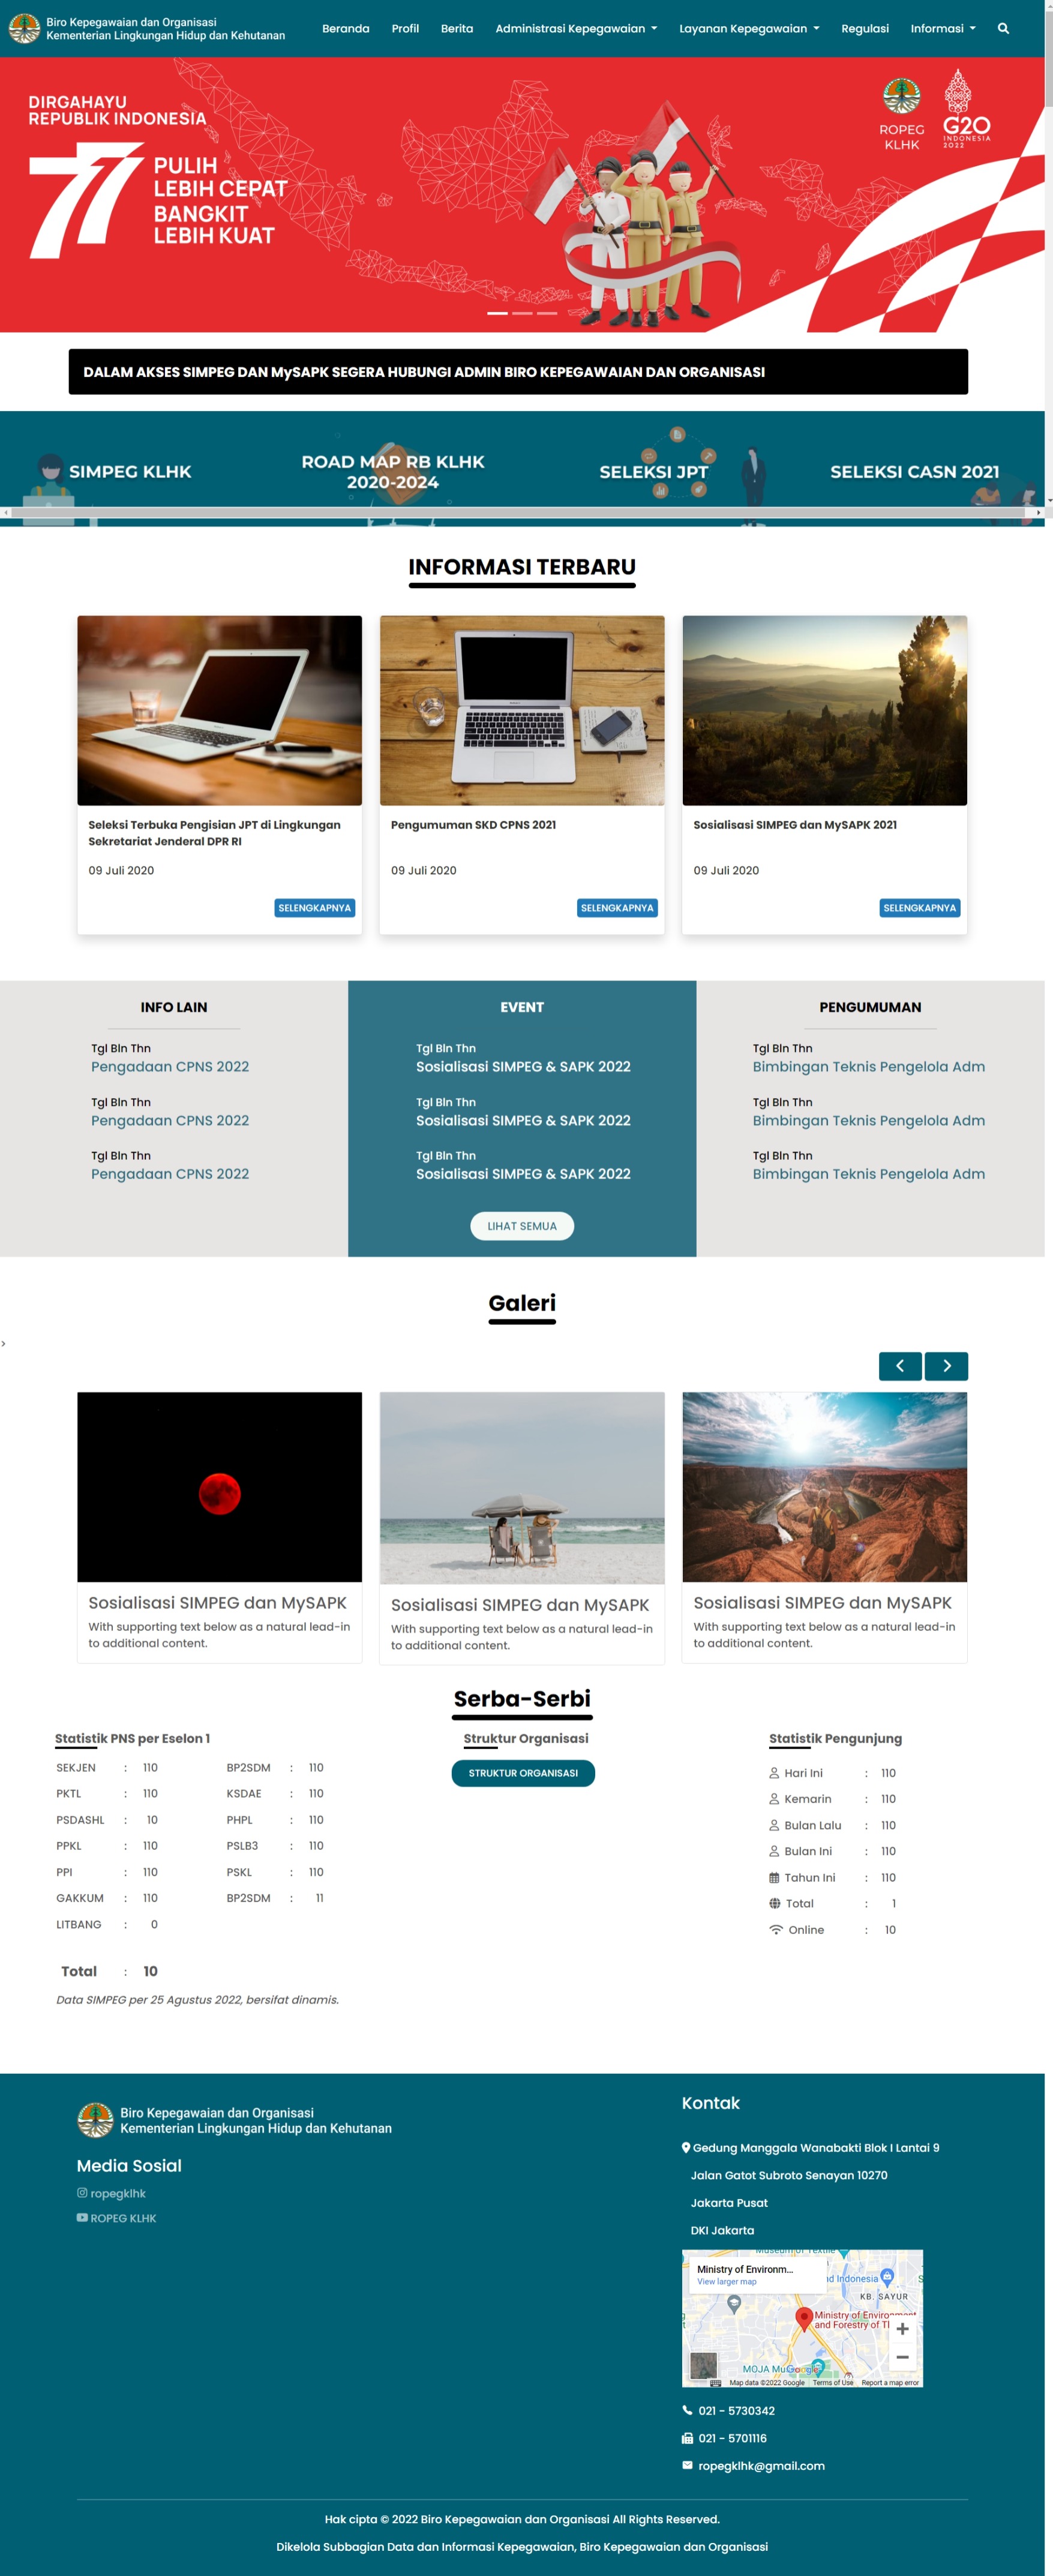 Biro Kepegawaian dan Organisasi
Kementerian Lingkungan Hidup dan Kehutanan
Beranda
Profil
Berita
Administrasi Kepegawaian
Layanan Kepegawaian
Regulasi
Informasi
DIRGAHAYU
REPUBLIK INDONESIA
77
PULIH
LEBIH CEPAT
BANGKIT
LEBIH KUAT
ROPEG
KLHK
G20
INDONESIA
2022
DALAM AKSES SIMPEG DAN MySAPK SEGERA HUBUNGI ADMIN BIRO KEPEGAWAIAN DAN ORGANISASI
SIMPEG KLHK
ROAD MAP RB KLHK
2020-2024
SELEKSI JPT
SELEKSI CASN 2021
INFORMASI TERBARU
Seleksi Terbuka Pengisian JPT di Lingkungan
Sekretariat Jenderal DPR RI
09 Juli 2020
SELENGKAPNYA
Pengumuman SKD CPNS 2021
09 Juli 2020
SELENGKAPNYA
Sosialisasi SIMPEG dan MySAPK 2021
09 Juli 2020
SELENGKAPNYA
INFO LAIN
Tgl Bln Thn
Pengadaan CPNS 2022
Tgl Bln Thn
Pengadaan CPNS 2022
Tgl Bln Thn
Pengadaan CPNS 2022
EVENT
Tgl Bln Thn
Sosialisasi SIMPEG & SAPK 2022
Tgl Bln Thn
Sosialisasi SIMPEG & SAPK 2022
Tgl Bln Thn
Sosialisasi SIMPEG & SAPK 2022
LIHAT SEMUA
PENGUMUMAN
Tgl Bln Thn
Bimbingan Teknis Pengelola Adm
Tgl Bln Thn
Bimbingan Teknis Pengelola Adm
Tgl Bln Thn
Bimbingan Teknis Pengelola Adm
Galeri
>
Sosialisasi SIMPEG dan MySAPK
With supporting text below as a natural lead-in
to additional content.
Sosialisasi SIMPEG dan MySAPK
With supporting text below as a natural lead-in
to additional content.
Sosialisasi SIMPEG dan MySAPK
With supporting text below as a natural lead-in
to additional content.
Serba-Serbi
Statistik PNS per Eselon 1
SEKJEN : 110 BP2SDM : 110
PKTL : 110 KSDAE : 110
PSDASHL : 10 PHPL : 110
PPKL : 110 PSLB3 : 110
PPI : 110 PSKL : 110
GAKKUM : 110 BP2SDM : 11
LITBANG : 0
Total : 10
Data SIMPEG per 25 Agustus 2022, bersifat dinamis.
Struktur Organisasi
STRUKTUR ORGANISASI
Statistik Pengunjung
Hari Ini : 110
Kemarin : 110
Bulan Lalu : 110
Bulan Ini : 110
Tahun Ini : 110
Total : 1
Online : 10
Biro Kepegawaian dan Organisasi
Kementerian Lingkungan Hidup dan Kehutanan
Media Sosial
ropegklhk
ROPEG KLHK
Kontak
Gedung Manggala Wanabakti Blok I Lantai 9
Jalan Gatot Subroto Senayan 10270
Jakarta Pusat
DKI Jakarta
Museum of Textile
Ministry of Environm...
View larger map
nd Indonesia
KB. SAYUR
Ministry of Environment
and Forestry of
MOJA Mu
Google
Map data ©2022 Google
Terms of Use
Report a map error
021 - 5730342
021 - 5701116
ropegklhk@gmail.com
Hak cipta © 2022 Biro Kepegawaian dan Organisasi All Rights Reserved.
Dikelola Subbagian Data dan Informasi Kepegawaian, Biro Kepegawaian dan Organisasi